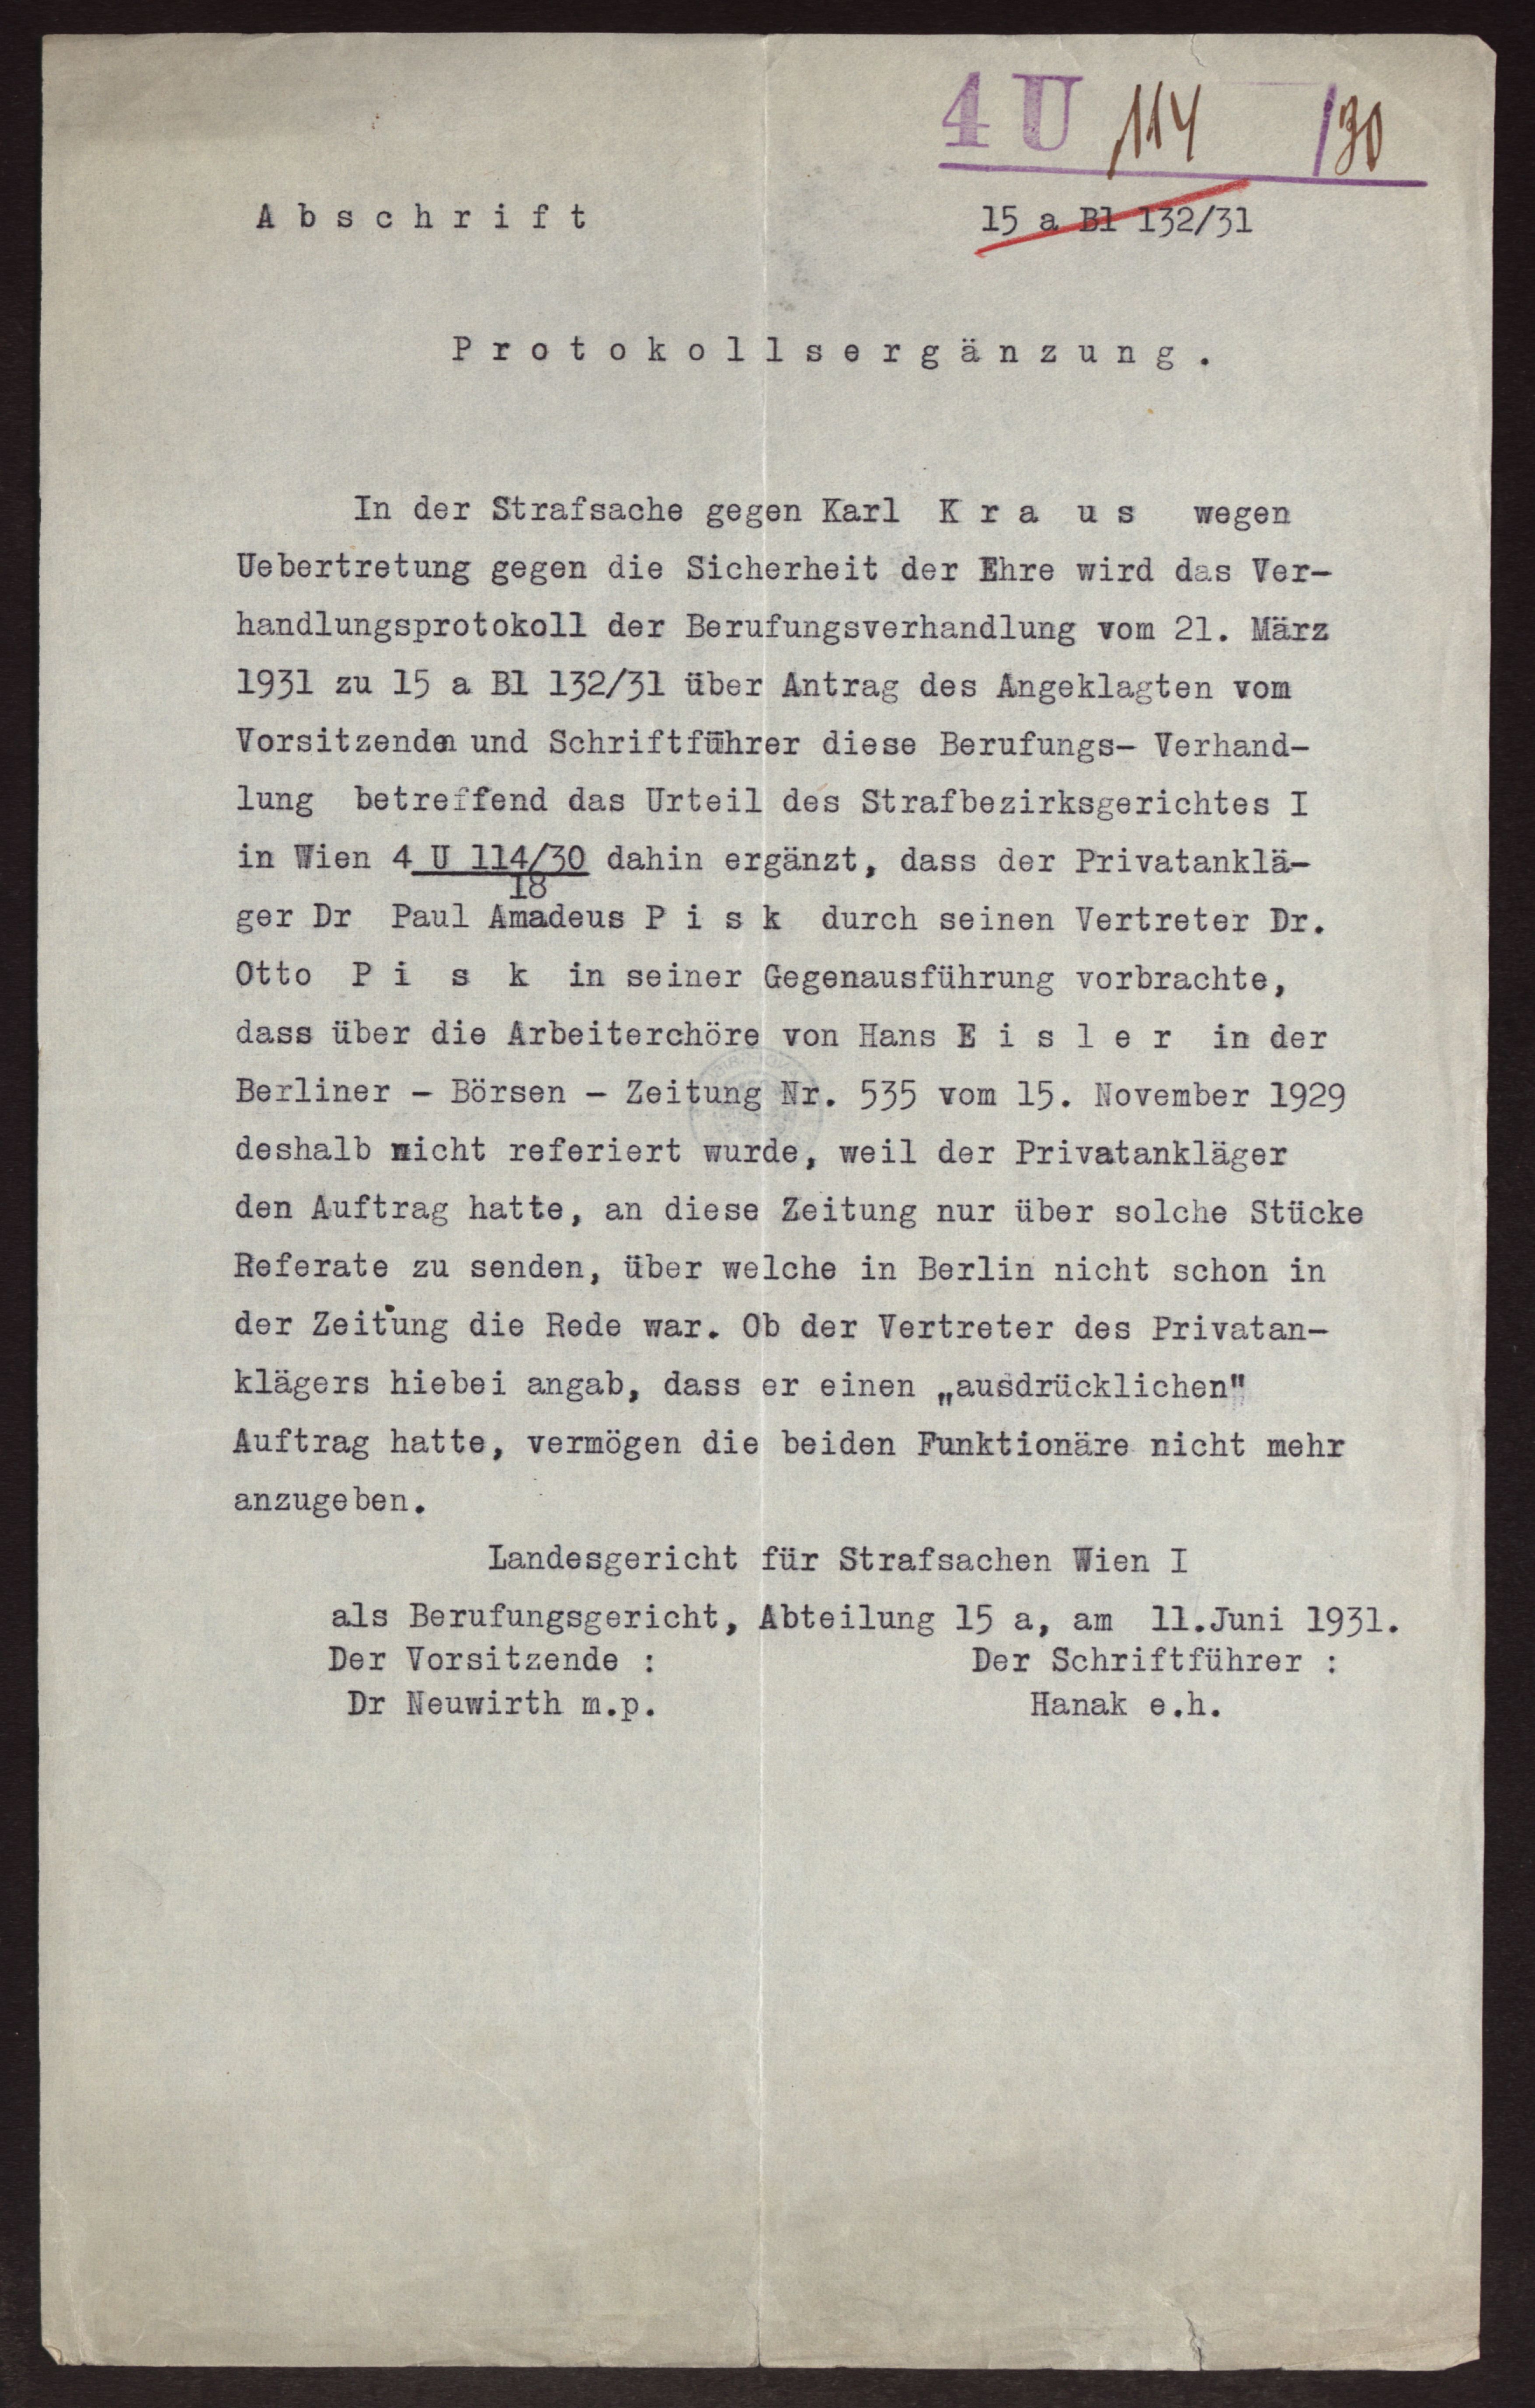 4 U 114 /30
Abschrift 15 a Bl 132/31
Protokollsergänzung.
In der Strafsache gegen Karl Kraus wegen
Uebertretung gegen die Sicherheit der Ehre wird das Ver-
handlungsprotokoll der Berufungsverhandlung vom 21. März
1931 zu 15 a Bl 132/31 über Antrag des Angeklagten vom
Vorsitzenden und Schriftführer diese Berufungs- Verhand-
lung betreffend das Urteil des Strafbezirksgerichtes I
in Wien 4 U 114/30 dahin ergänzt, dass der Privatanklä-
18
ger Dr Paul Amadeus Pisk durch seinen Vertreter Dr.
Otto Pisk in seiner Gegenausführung vorbrachte,
dass über die Arbeiterchöre von Hans Eisler in der
Berliner - Börsen - Zeitung Nr. 535 vom 15. November 1929
deshalb nicht referiert wurde, weil der Privatankläger
den Auftrag hatte, an diese Zeitung nur über solche Stücke
Referate zu senden, über welche in Berlin nicht schon in
der Zeitung die Rede war. Ob der Vertreter des Privatan-
klägers hiebei angab, dass er einen „ausdrücklichen"
Auftrag hatte, vermögen die beiden Funktionäre nicht mehr
anzugeben.
Landesgericht für Strafsachen Wien I
als Berufungsgericht, Abteilung 15 a, am 11.Juni 1931.
Der Vorsitzende : Der Schriftführer :
Dr Neuwirth m.p. Hanak e.h.